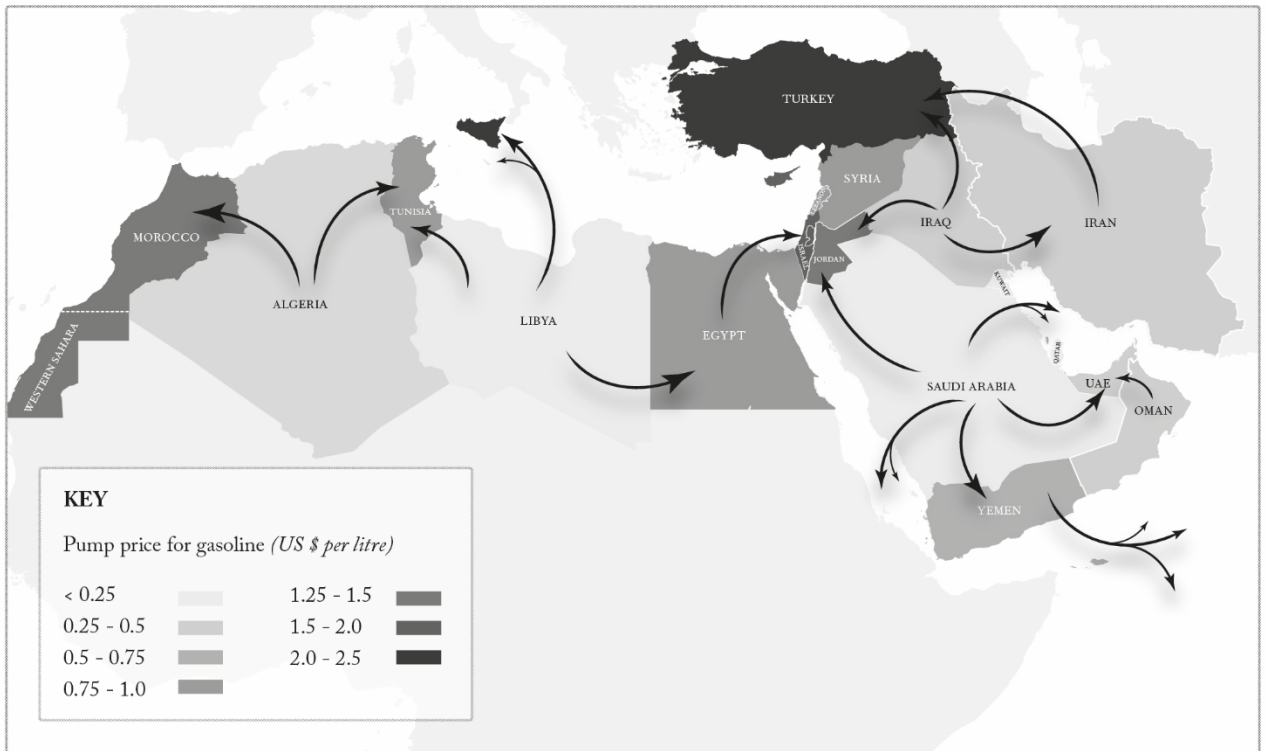 TURKEY
SYRIA
LEBANON
IRAQ
IRAN
MOROCCO
TUNISIA
ISRAEL
JORDAN
KUWAIT
ALGERIA
LIBYA
EGYPT
WESTERN SAHARA
QATAR
SAUDI ARABIA
UAE
OMAN
YEMEN
KEY
Pump price for gasoline (US $ per litre)
< 0.25
0.25 - 0.5
0.5 - 0.75
0.75 - 1.0
1.25 - 1.5
1.5 - 2.0
2.0 - 2.5